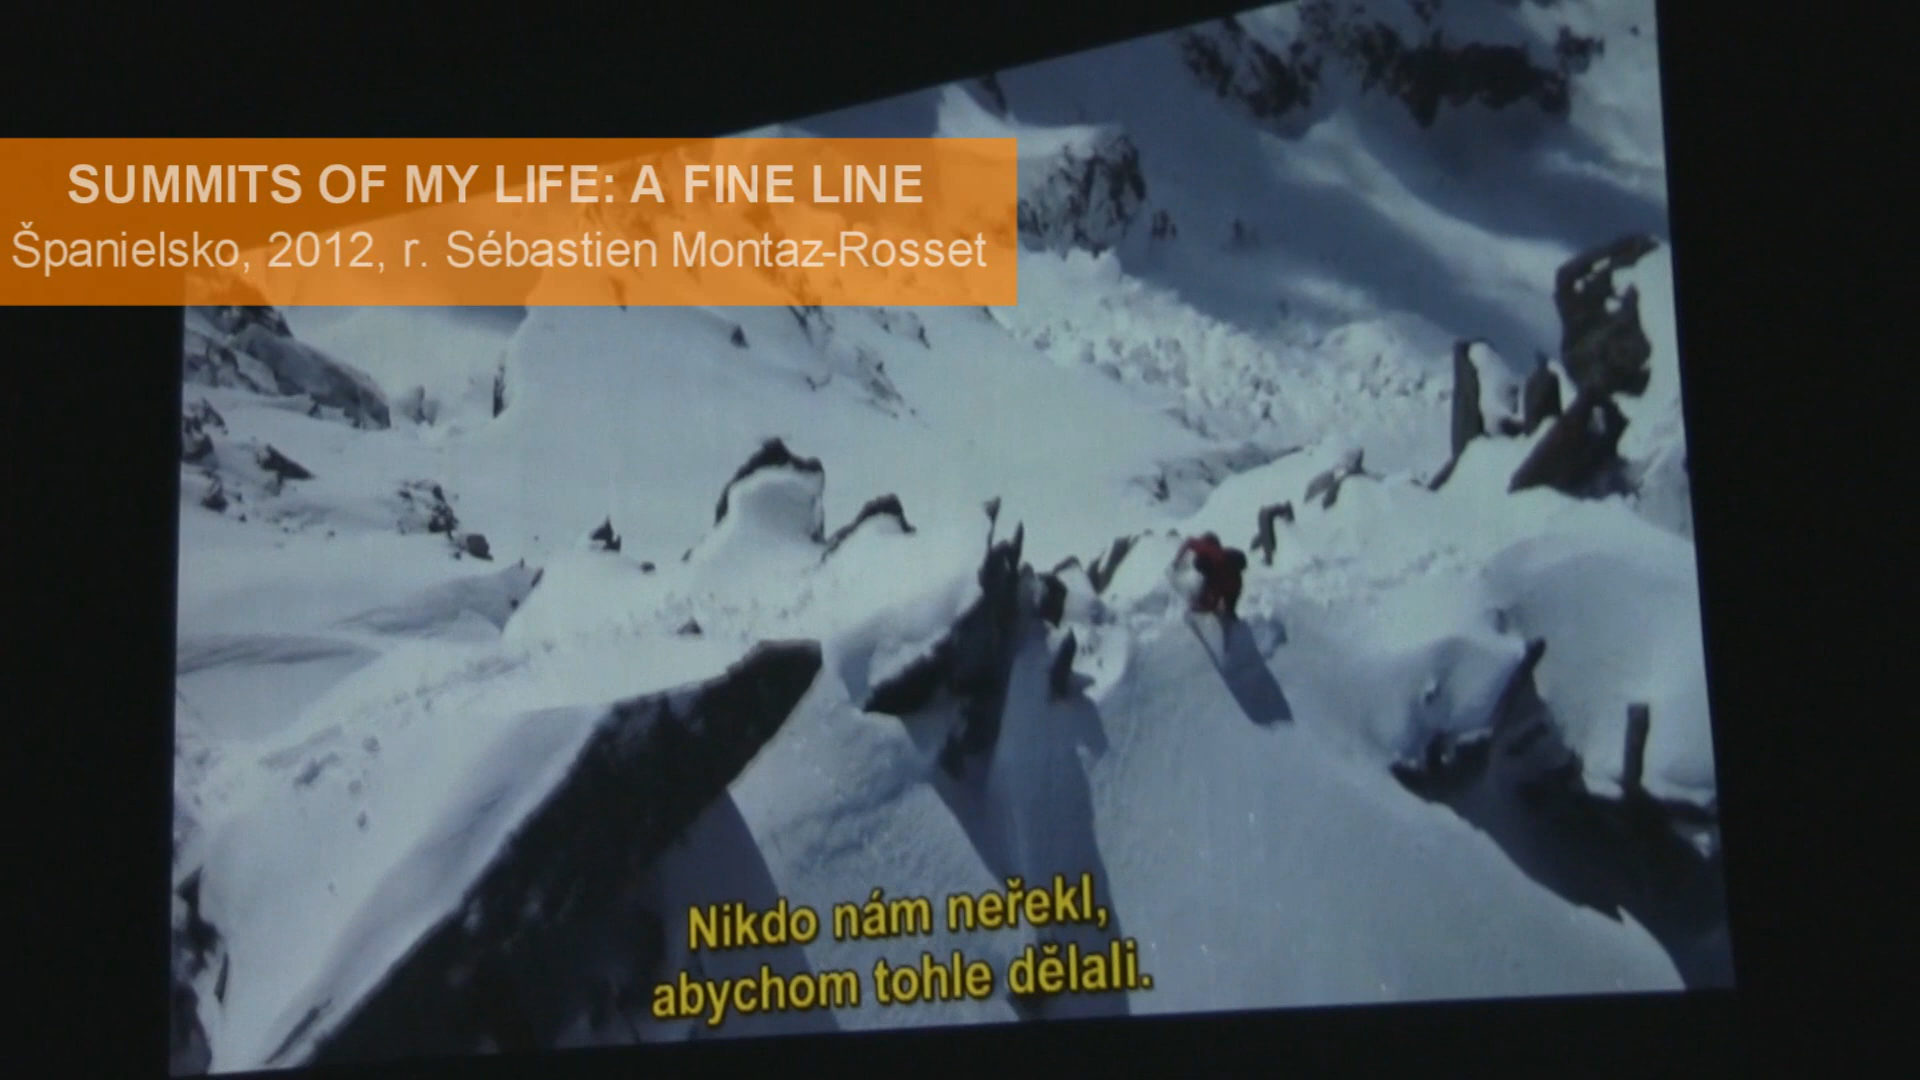 SUMMITS OF MY LIFE: A FINE LINE
Španielsko, 2012, r. Sébastien Montaz-Rosset
Nikdo nám neřekl,
abychom tohle dělali.